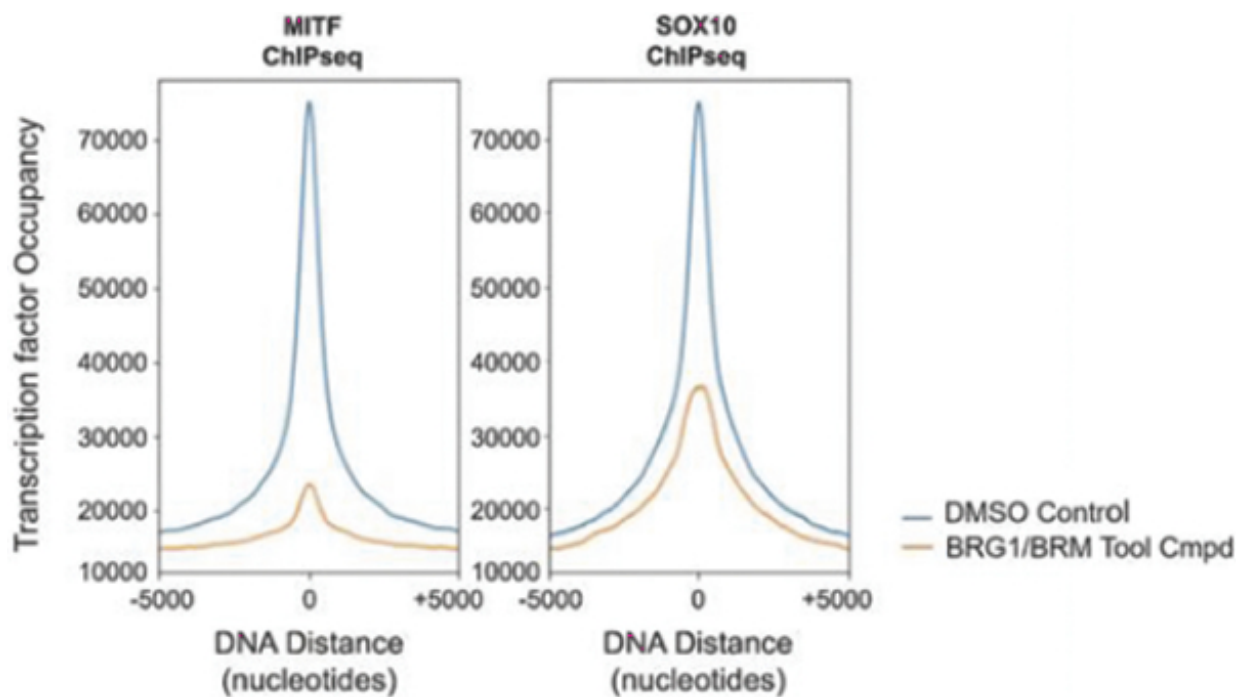 MITF
ChIPseq
SOX10
ChIPseq
Transcription factor Occupancy
70000
60000
50000
40000
30000
20000
10000
-5000
0
+5000
DNA Distance
(nucleotides)
70000
60000
50000
40000
30000
20000
10000
-5000
0
+5000
DNA Distance
(nucleotides)
DMSO Control
BRG1/BRM Tool Cmpd